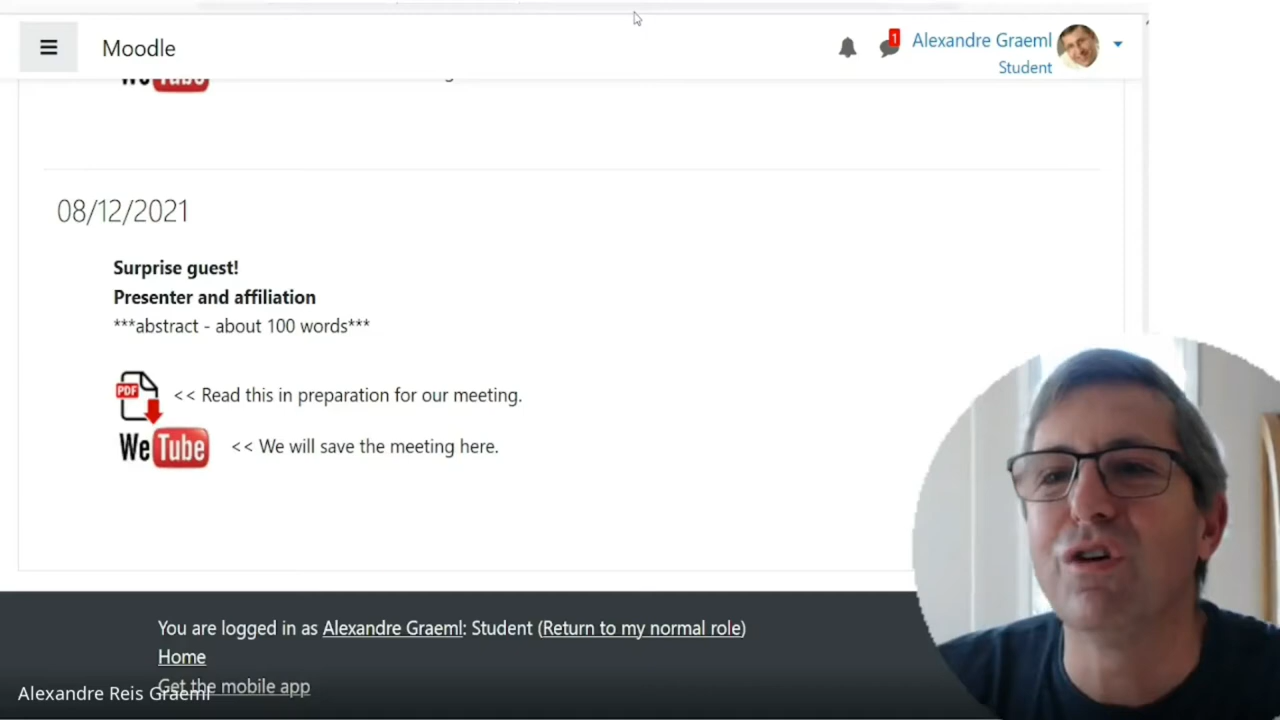 Moodle
1
Alexandre Graeml
Student
08/12/2021
Surprise guest!
Presenter and affiliation
***abstract - about 100 words***
PDF
<< Read this in preparation for our meeting.
WeTube
<< We will save the meeting here.
You are logged in as Alexandre Graeml: Student (Return to my normal role)
Home
Get the mobile app
Alexandre Reis Graeml